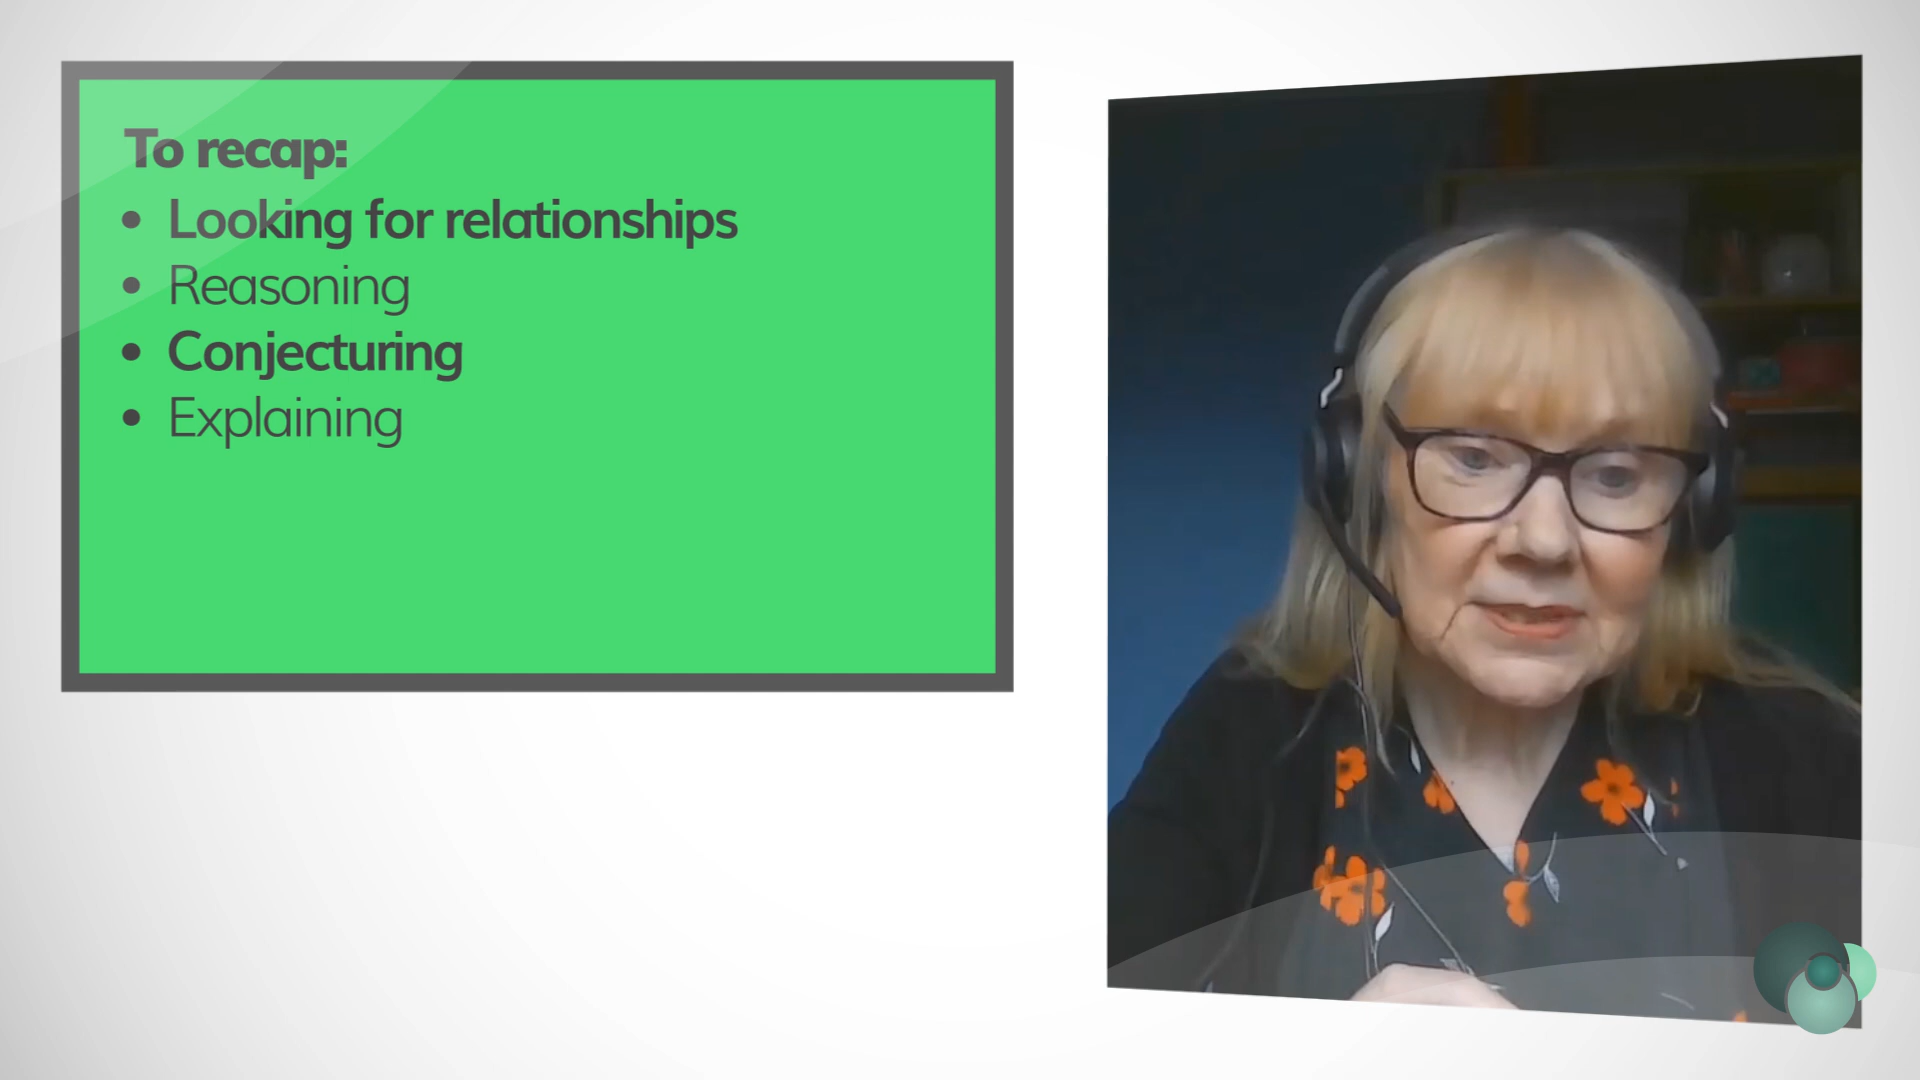 To recap:
• Looking for relationships
• Reasoning
• Conjecturing
• Explaining